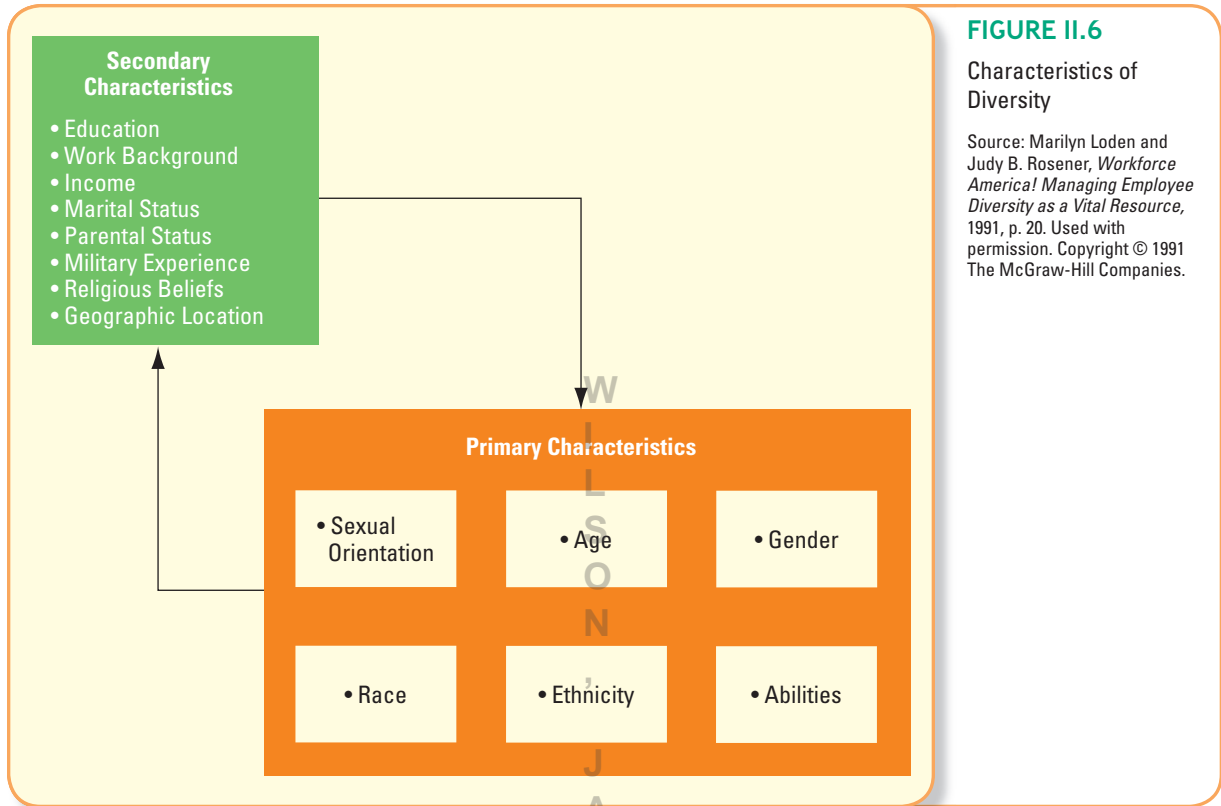 Secondary
Characteristics
• Education
• Work Background
• Income
• Marital Status
• Parental Status
• Military Experience
• Religious Beliefs
• Geographic Location
Primary Characteristics
• Sexual
Orientation
• Age
• Gender
• Race
• Ethnicity
• Abilities
W
I
L
S
O
N
,
J
A
FIGURE II.6
Characteristics of
Diversity
Source: Marilyn Loden and
Judy B. Rosener, Workforce
America! Managing Employee
Diversity as a Vital Resource,
1991, p. 20. Used with
permission. Copyright © 1991
The McGraw-Hill Companies.